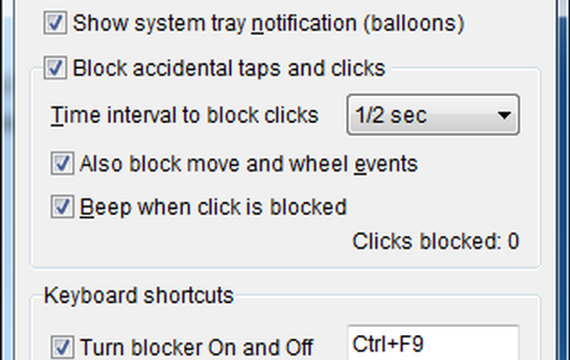 Show system tray notification (balloons)
Block accidental taps and clicks
Time interval to block clicks 1/2 sec
Also block move and wheel events
Beep when click is blocked
Clicks blocked: 0
Keyboard shortcuts
Turn blocker On and Off Ctrl+F9